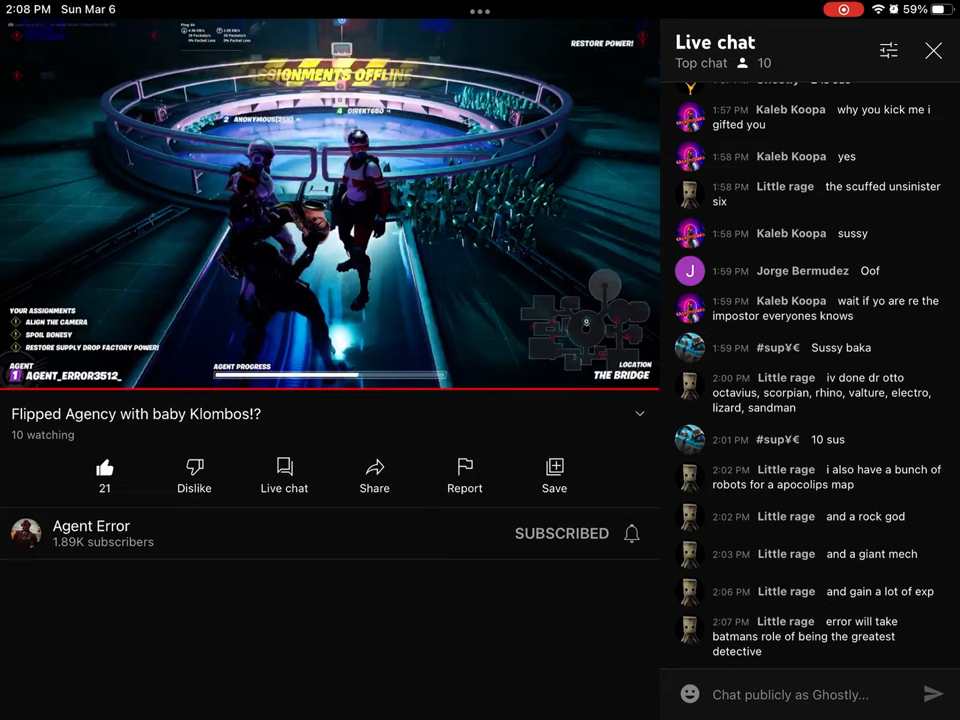 2:08 PM Sun Mar 6
59%
RESTORE POWER!
ASSIGNMENTS OFFLINE
4 DJREKT650
2 ANONYMOUS[250]
YOUR ASSIGNMENTS
ALIGN THE CAMERA
SPOIL BONESY
RESTORE SUPPLY DROP FACTORY POWER!
AGENT
1 AGENT_ERROR3512_
AGENT PROGRESS
LOCATION
THE BRIDGE
Flipped Agency with baby Klombos!?
10 watching
21
Dislike
Live chat
Share
Report
Save
Agent Error
1.89K subscribers
SUBSCRIBED
Live chat
Top chat 10
1:57 PM Kaleb Koopa why you kick me i
gifted you
1:58 PM Kaleb Koopa yes
1:58 PM Little rage the scuffed unsinister
six
1:58 PM Kaleb Koopa sussy
J
1:59 PM Jorge Bermudez Oof
1:59 PM Kaleb Koopa wait if yo are re the
impostor everyones knows
1:59 PM #sup¥€ Sussy baka
2:00 PM Little rage iv done dr otto
octavius, scorpian, rhino, valture, electro,
lizard, sandman
2:01 PM #sup¥€ 10 sus
2:02 PM Little rage i also have a bunch of
robots for a apocolips map
2:02 PM Little rage and a rock god
2:03 PM Little rage and a giant mech
2:06 PM Little rage and gain a lot of exp
2:07 PM Little rage error will take
batmans role of being the greatest
detective
Chat publicly as Ghostly...